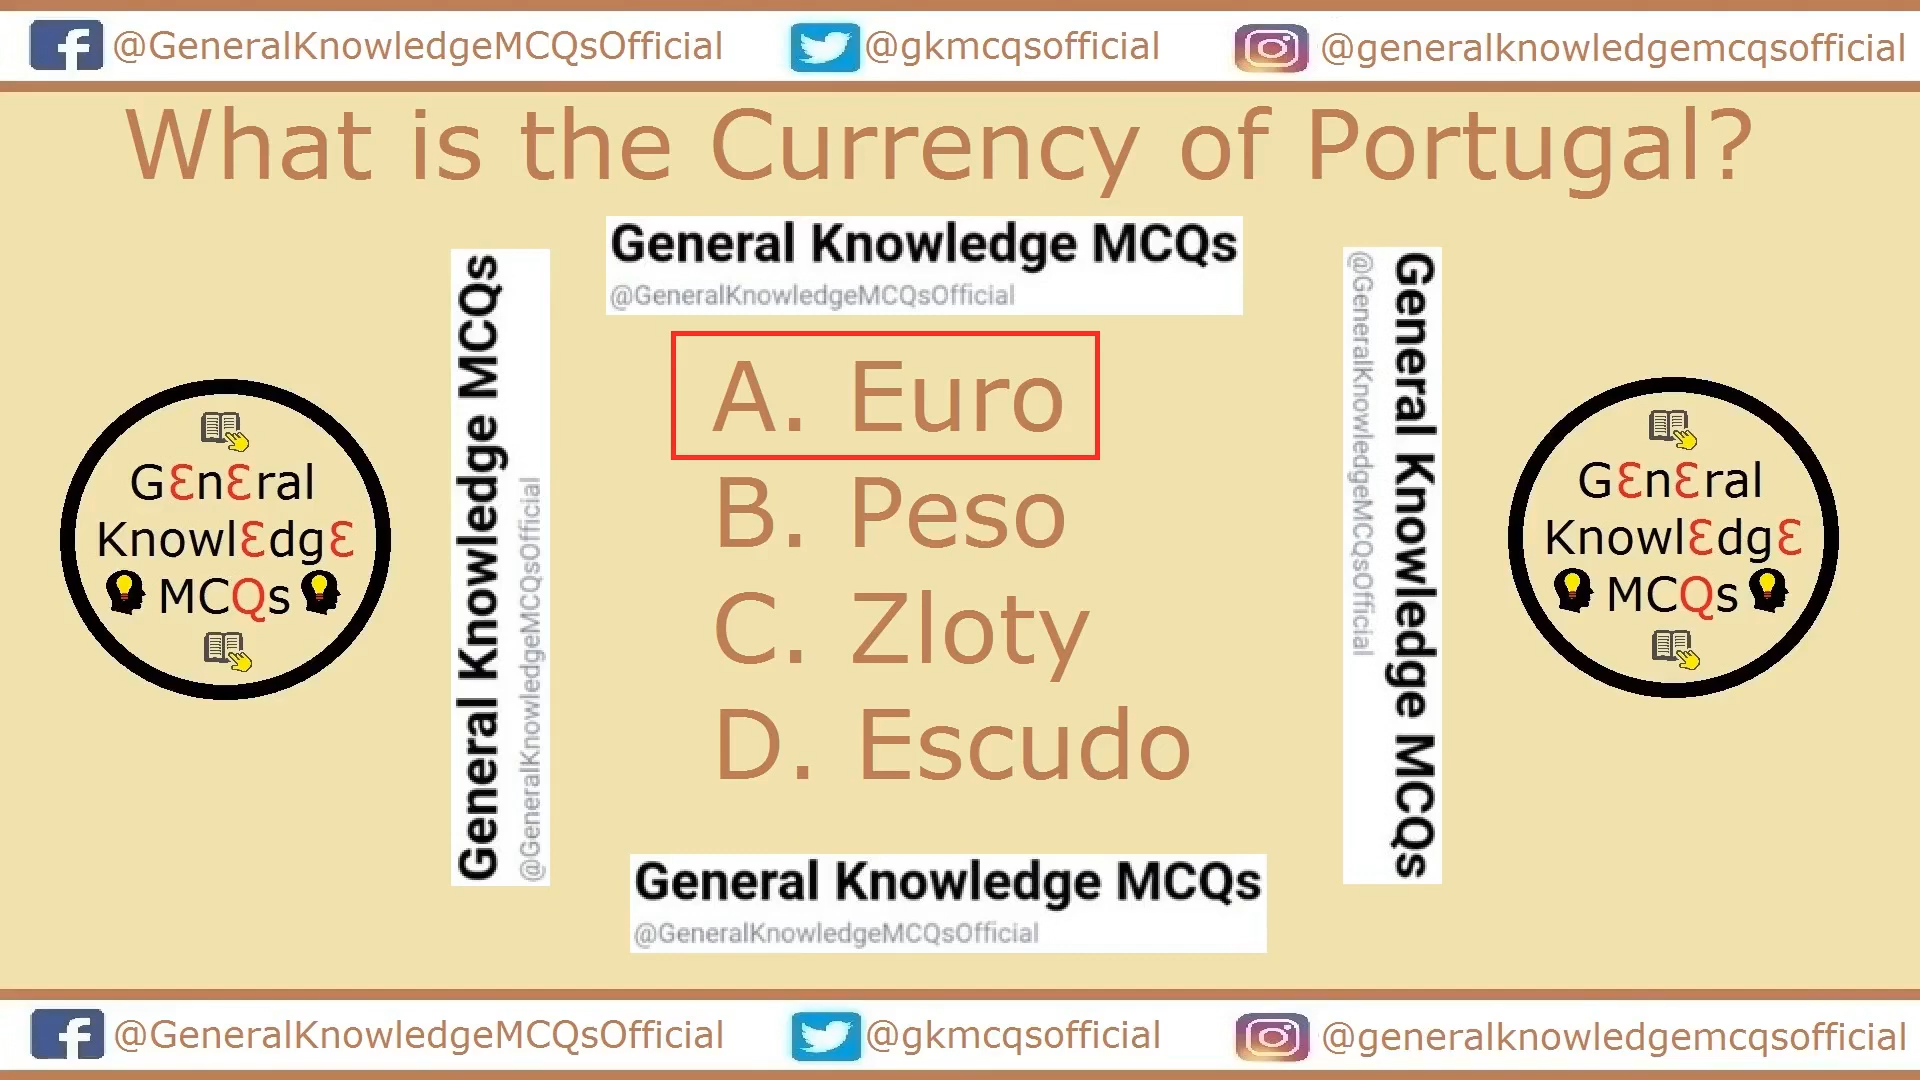 @GeneralKnowledgeMCQsOfficial @gkmcqsofficial @generalknowledgemcqsofficial
What is the Currency of Portugal?
General Knowledge MCQs
@GeneralKnowledgeMCQsOfficial
General Knowledge MCQs
@GeneralKnowledgeMCQsOfficial
A. Euro
B. Peso
C. Zloty
D. Escudo
General Knowledge MCQs
@GeneralKnowledgeMCQsOfficial
GƐnƐral
KnowlƐdgƐ
MCQs
GƐnƐral
KnowlƐdgƐ
MCQs
General Knowledge MCQs
@GeneralKnowledgeMCQsOfficial
@GeneralKnowledgeMCQsOfficial @gkmcqsofficial @generalknowledgemcqsofficial